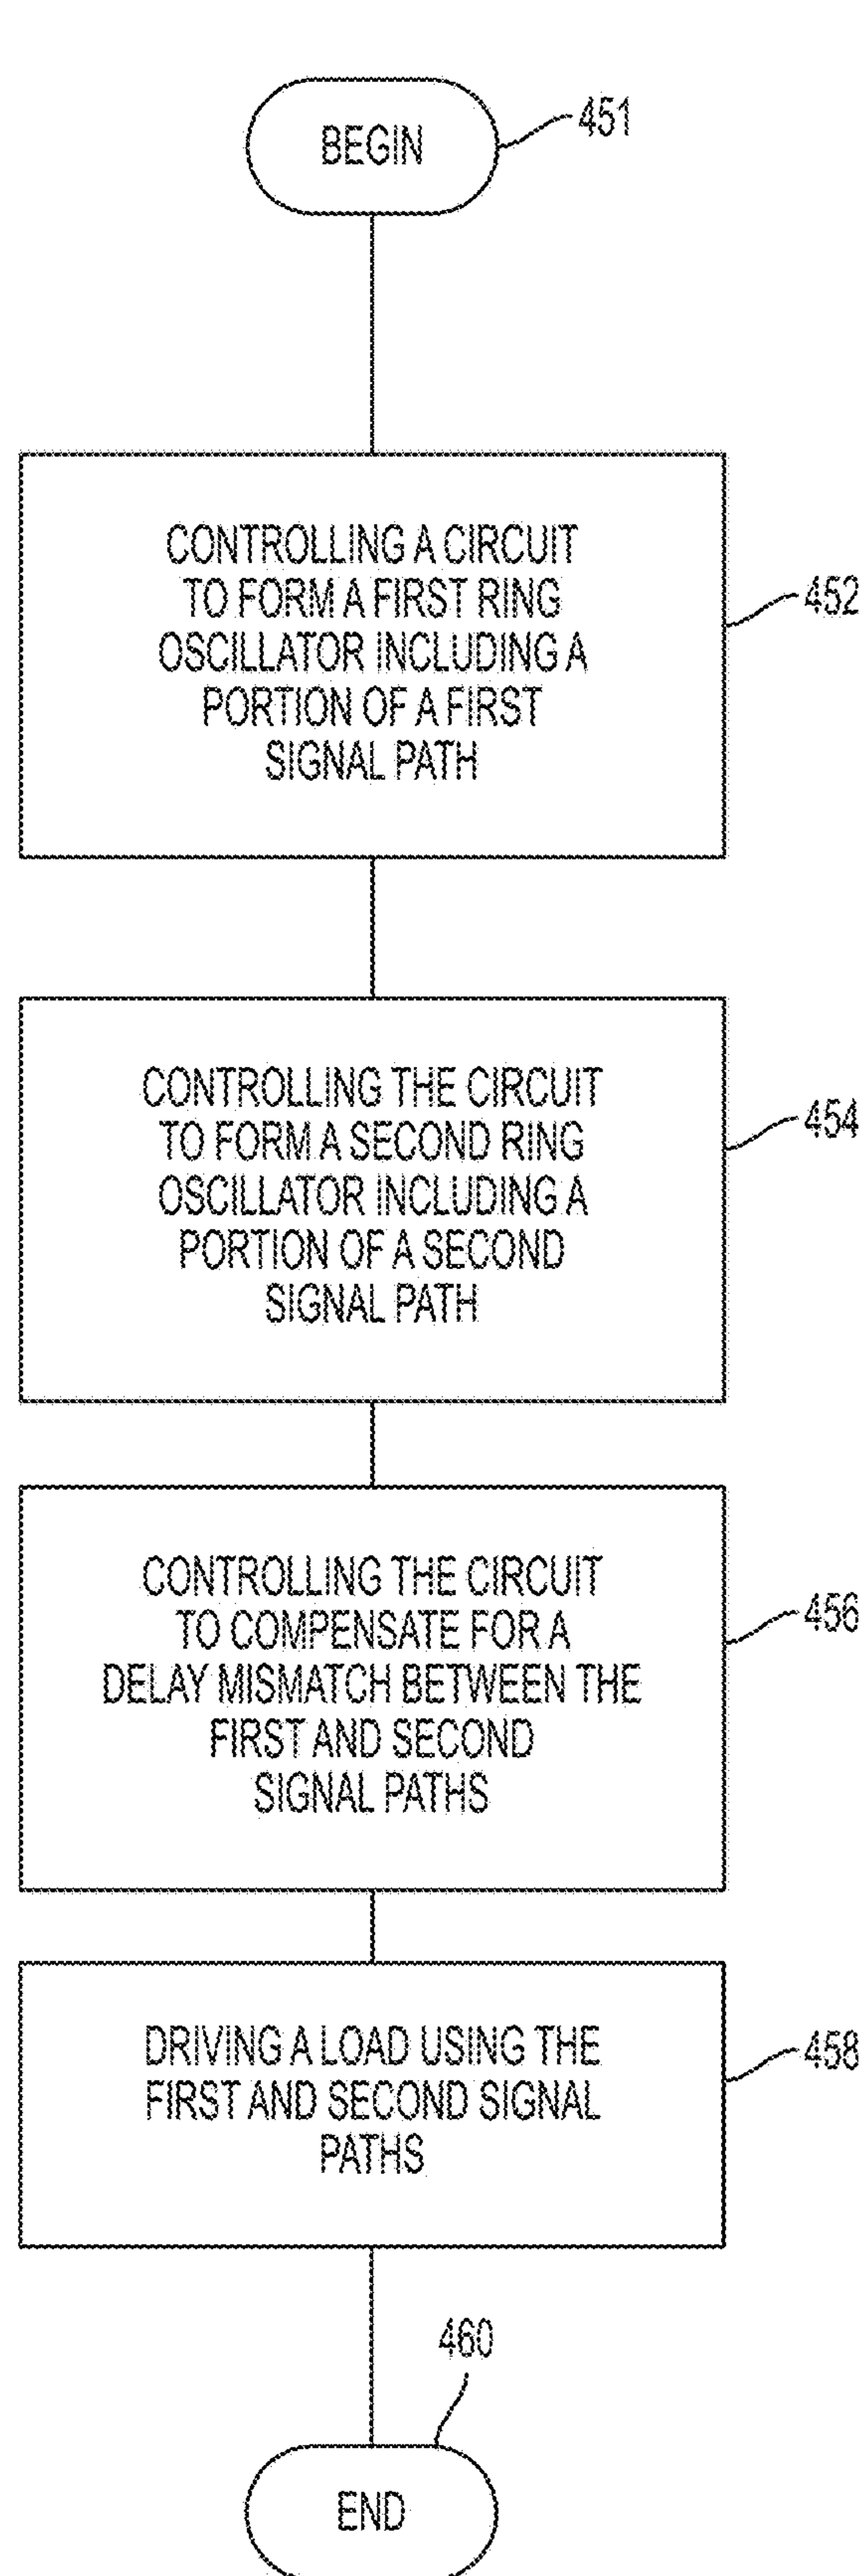 BEGIN
451
CONTROLLING A CIRCUIT
TO FORM A FIRST RING
OSCILLATOR INCLUDING A
PORTION OF A FIRST
SIGNAL PATH
452
CONTROLLING THE CIRCUIT
TO FORM A SECOND RING
OSCILLATOR INCLUDING A
PORTION OF A SECOND
SIGNAL PATH
454
CONTROLLING THE CIRCUIT
TO COMPENSATE FOR A
DELAY MISMATCH BETWEEN THE
FIRST AND SECOND
SIGNAL PATHS
456
DRIVING A LOAD USING THE
FIRST AND SECOND SIGNAL
PATHS
458
460
END